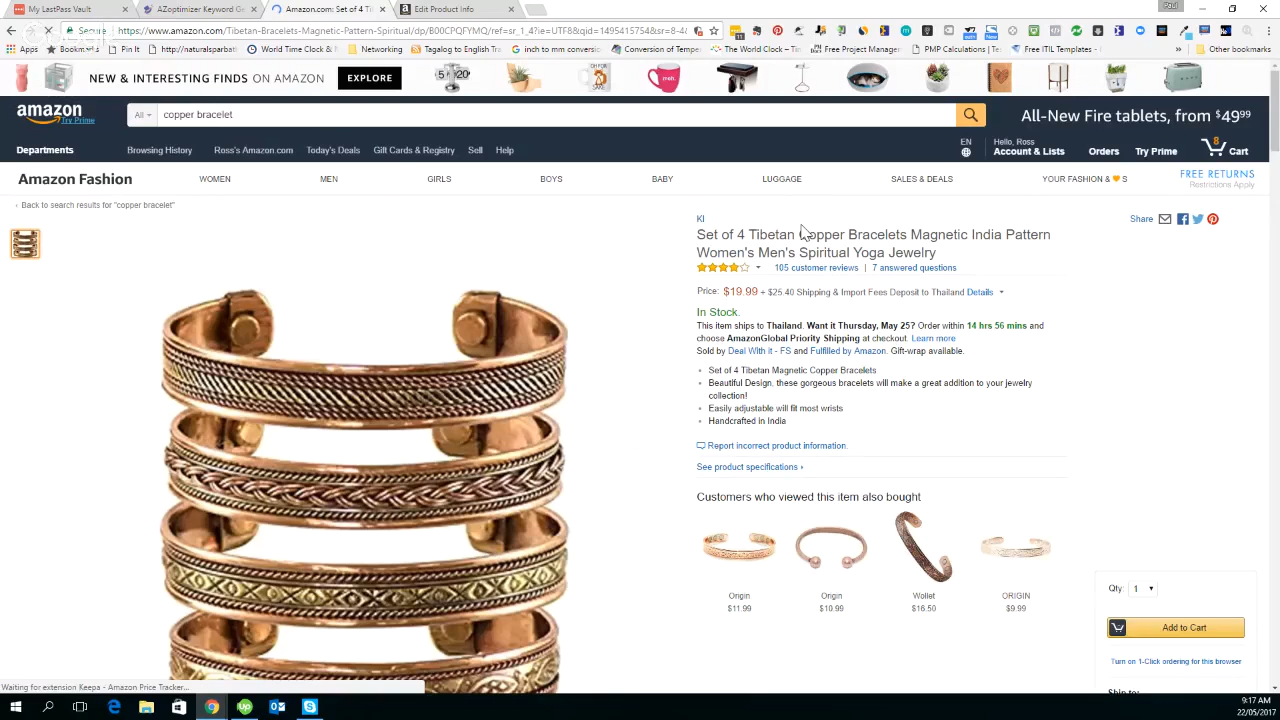 Paul
My LastPass Vault
AZoptimizer Keyword Ge
Amazon.com: Set of 4 Ti
Edit Product Info
Secure
https://www.amazon.com/Tibetan-Bracelets-Magnetic-Pattern-Spiritual/dp/B00CPQFYMQ/ref=sr_1_4?ie=UTF8&qid=1495415754&sr=8-4
Apps
Bookmarks
Pin It
http://naturalsparbat
World Time Clock &
Networking
Tagalog to English Tra
inches to mm convers
Conversion of Tempe
The World Clock - Ti
Free Project Manager
PMP Calculations | Te
Free ITIL Templates -
Other bookmarks
NEW & INTERESTING FINDS ON AMAZON
EXPLORE
amazon
Try Prime
All
copper bracelet
All-New Fire tablets, from $49.99
Departments
Browsing History
Ross's Amazon.com
Today's Deals
Gift Cards & Registry
Sell
Help
EN
Hello, Ross
Account & Lists
Orders
Try Prime
8
Cart
Amazon Fashion
WOMEN
MEN
GIRLS
BOYS
BABY
LUGGAGE
SALES & DEALS
YOUR FASHION & S
FREE RETURNS
Restrictions Apply
‹ Back to search results for "copper bracelet"
KI
Share
Set of 4 Tibetan Copper Bracelets Magnetic India Pattern
Women's Men's Spiritual Yoga Jewelry
105 customer reviews | 7 answered questions
Price: $19.99 + $25.40 Shipping & Import Fees Deposit to Thailand Details
In Stock.
This item ships to Thailand. Want it Thursday, May 25? Order within 14 hrs 56 mins and
choose AmazonGlobal Priority Shipping at checkout. Learn more
Sold by Deal With it - FS and Fulfilled by Amazon. Gift-wrap available.
Set of 4 Tibetan Magnetic Copper Bracelets
Beautiful Design, these gorgeous bracelets will make a great addition to your jewelry
collection!
Easily adjustable will fit most wrists
Handcrafted in India
Report incorrect product information.
See product specifications ›
Customers who viewed this item also bought
Origin
$11.99
Origin
$10.99
Wollet
$16.50
ORIGIN
$9.99
Qty: 1
Add to Cart
Turn on 1-Click ordering for this browser
Ship to:
Waiting for extension Keepa - Amazon Price Tracker...
9:17 AM
22/05/2017